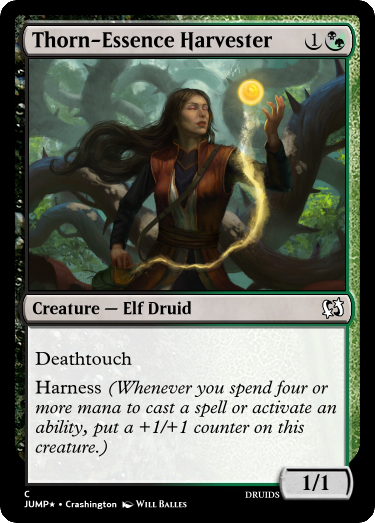 Thorn-Essence Harvester 1
Creature — Elf Druid
Deathtouch
Harness (Whenever you spend four or
more mana to cast a spell or activate an
ability, put a +1/+1 counter on this
creature.)
1/1
C
DRUIDS
JUMP★ • Crashington Will Balles